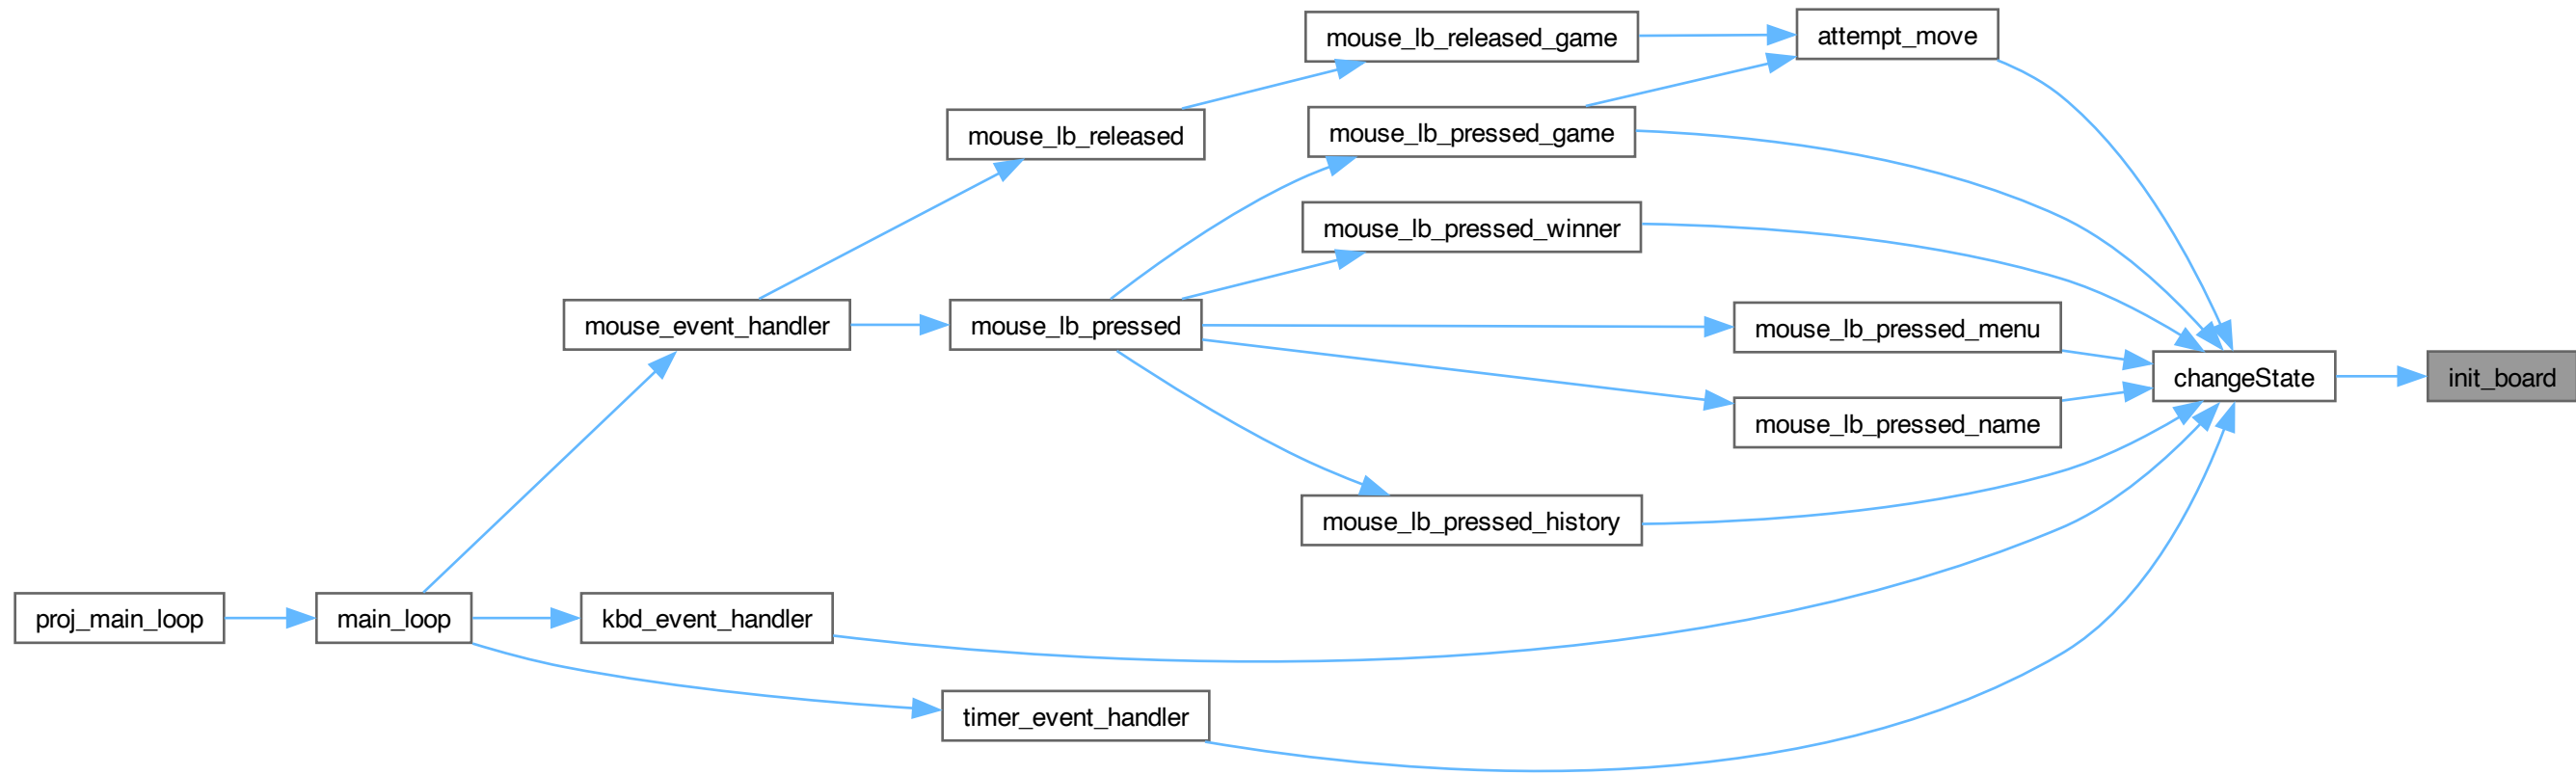 mouse_lb_released_game
attempt_move
mouse_lb_released
mouse_lb_pressed_game
mouse_lb_pressed_winner
mouse_event_handler
mouse_lb_pressed
mouse_lb_pressed_menu
changeState
init_board
mouse_lb_pressed_name
mouse_lb_pressed_history
proj_main_loop
main_loop
kbd_event_handler
timer_event_handler